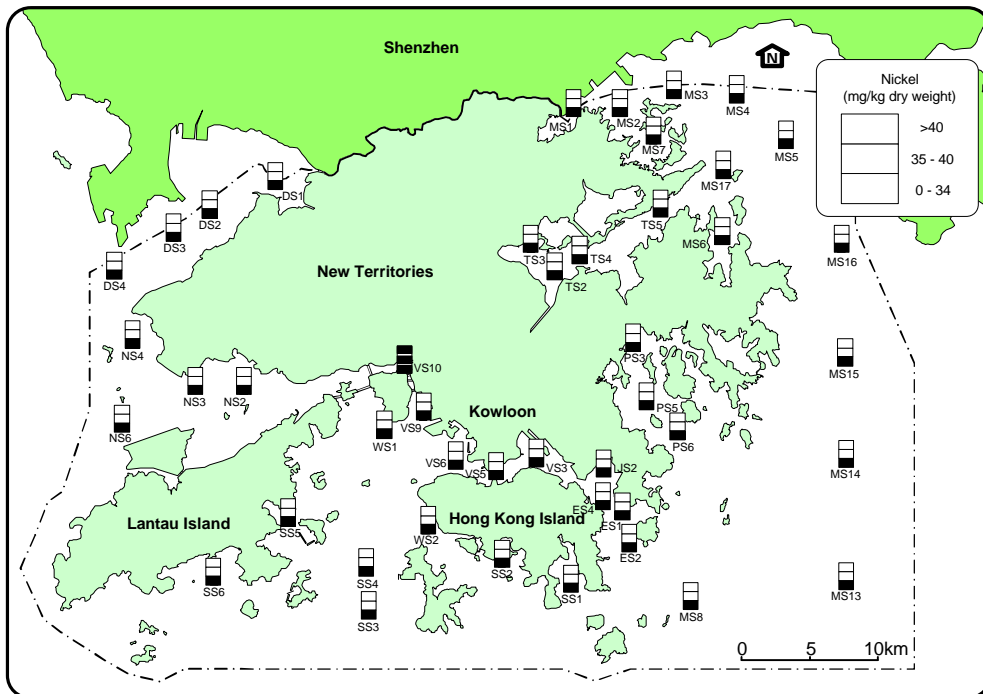 Shenzhen
N
Nickel
(mg/kg dry weight)
>40
35 - 40
0 - 34
MS1
MS2
MS3
MS4
MS7
MS5
MS17
DS1
DS2
DS3
DS4
TS5
TS3
TS4
TS2
MS6
MS16
New Territories
NS4
PS3
MS15
VS10
NS3
NS2
VS9
Kowloon
PS5
NS6
WS1
PS6
VS6
VS5
VS3
JS2
MS14
ES4
ES1
Lantau Island
SS5
WS2
Hong Kong Island
ES2
SS2
SS4
SS6
SS1
MS13
SS3
MS8
0
5
10km